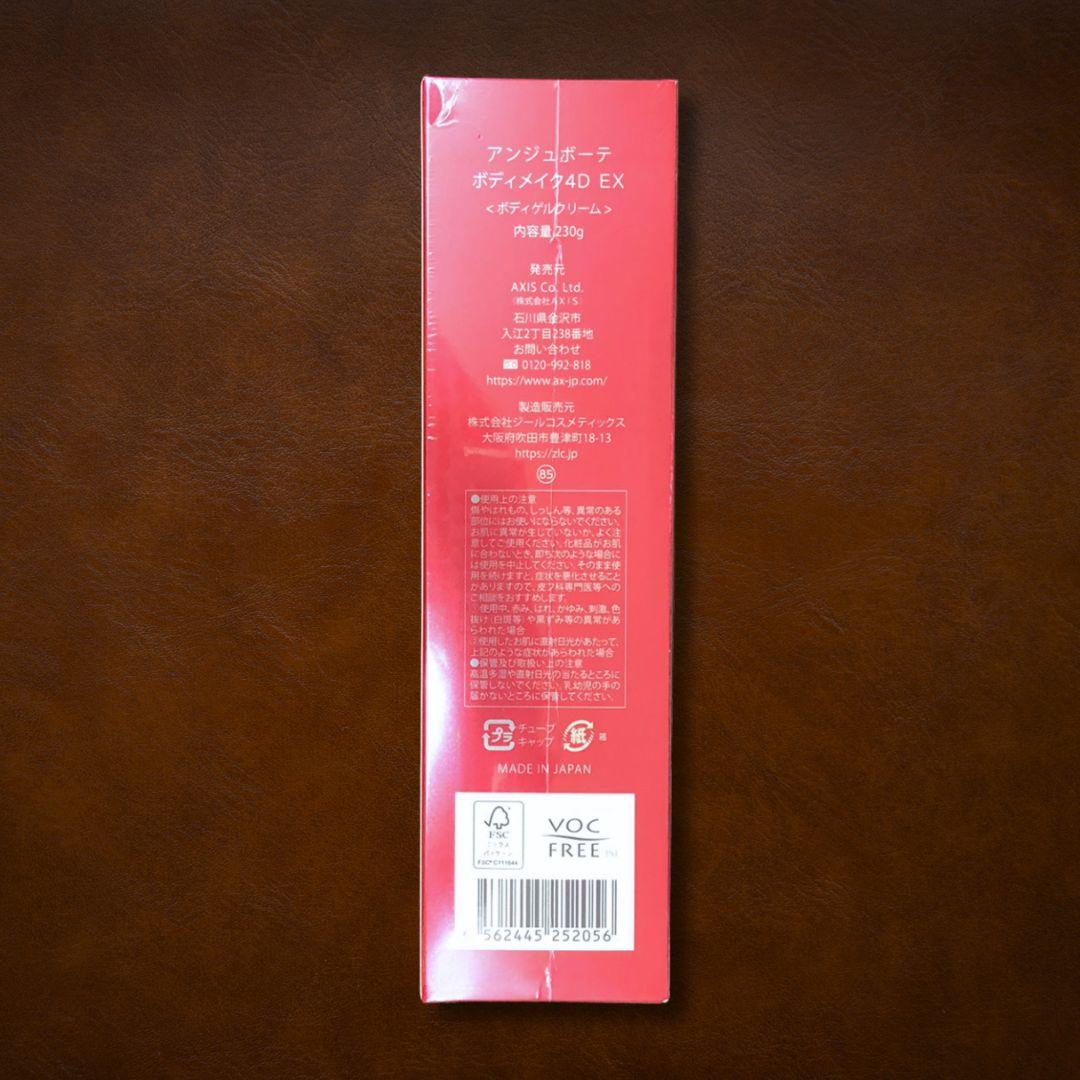 アンジュボーテ
ボディメイク4D EX
<ボディゲルクリーム>
内容量 230g
発売元
AXIS Co. Ltd.
(株式会社AXIS)
石川県金沢市
入江2丁目238番地
お問い合わせ
0120-992-818
https://www.ax-jp.com/
製造販売元
株式会社ジールコスメティックス
大阪府吹田市豊津町18-13
https://zlc.jp
85
●使用上の注意
傷やはれもの、しっしん等、異常のある
部位にはお使いにならないでください。
お肌に異常が生じていないか、よく注
意してご使用ください。化粧品がお肌
に合わないとき、即ち次のような場合に
は使用を中止してください。そのまま使
用を続けますと、症状を悪化させること
がありますので、皮フ科専門医等への
ご相談をおすすめします。
①使用中、赤み、はれ、かゆみ、刺激、色
抜け(白斑等)や黒ずみ等の異常があ
らわれた場合
②使用したお肌に直射日光があたって、
上記のような症状があらわれた場合
●保管及び取扱い上の注意
高温多湿や直射日光の当たるところに
保管しないでください。乳幼児の手の
届かないところに保管してください。
プラ チューブ
キャップ
紙 箱
MADE IN JAPAN
FSC
ミックス
パッケージ
FSC® C111644
VOC
FREE
562445 252056